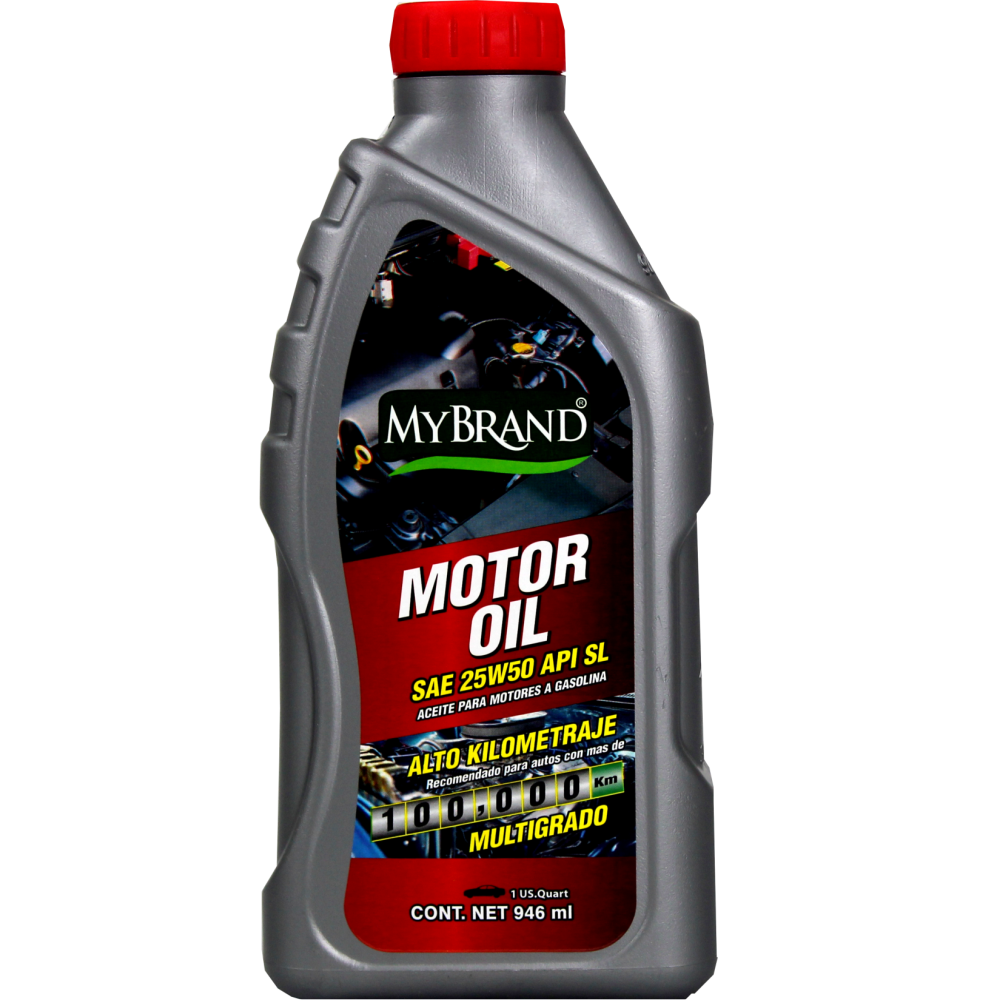 MYBRAND®
MOTOR
OIL
SAE 25W50 API SL
ACEITE PARA MOTORES A GASOLINA
ALTO KILOMETRAJE
Recomendado para autos con mas de
100,000 Km
MULTIGRADO
1 US.Quart
CONT. NET 946 ml